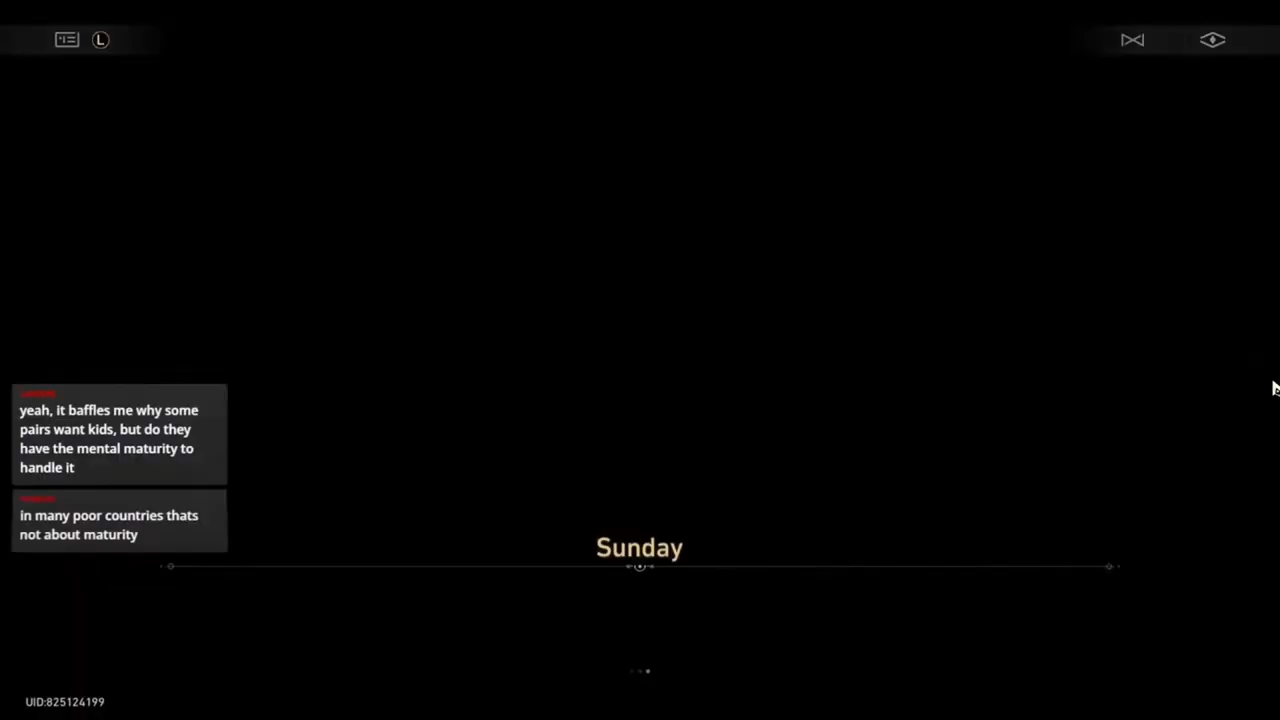 L
yeah, it baffles me why some
pairs want kids, but do they
have the mental maturity to
handle it
in many poor countries thats
not about maturity
Sunday
UID:825124199